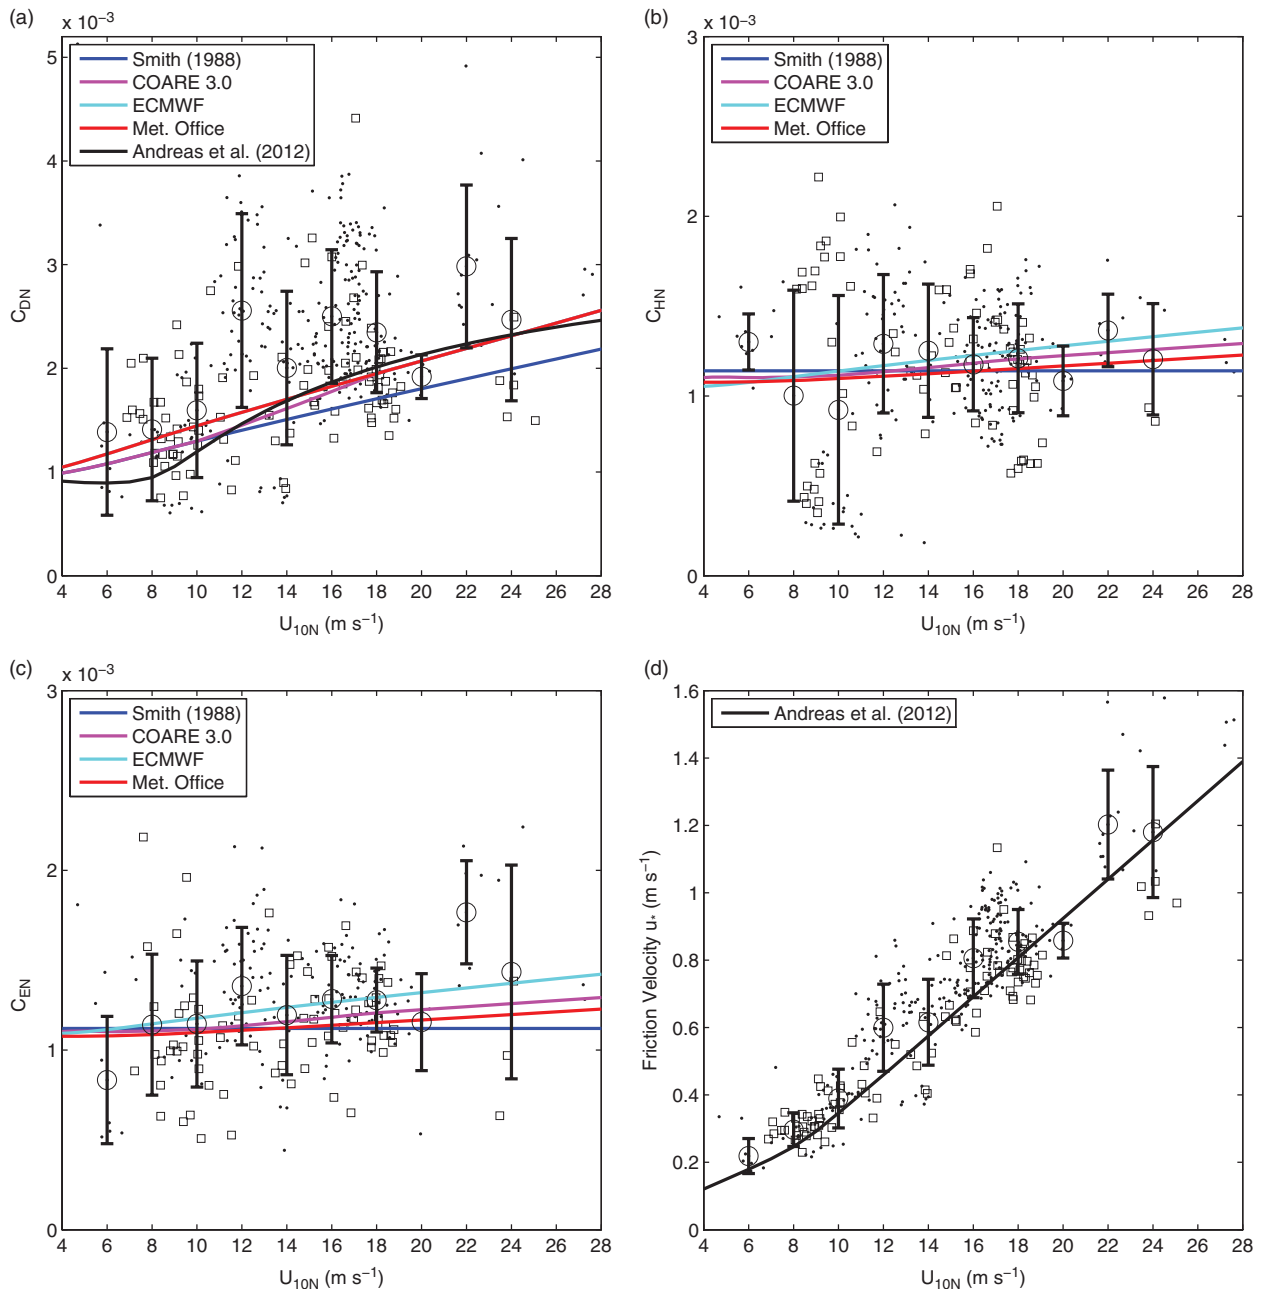 (a)
x 10⁻³
5
4
3
2
1
0
C_DN
Smith (1988)
COARE 3.0
ECMWF
Met. Office
Andreas et al. (2012)
4 6 8 10 12 14 16 18 20 22 24 26 28
U_10N (m s⁻¹)
(b)
x 10⁻³
3
2
1
0
C_HN
Smith (1988)
COARE 3.0
ECMWF
Met. Office
4 6 8 10 12 14 16 18 20 22 24 26 28
U_10N (m s⁻¹)
(c)
x 10⁻³
3
2
1
0
C_EN
Smith (1988)
COARE 3.0
ECMWF
Met. Office
4 6 8 10 12 14 16 18 20 22 24 26 28
U_10N (m s⁻¹)
(d)
1.6
1.4
1.2
1
0.8
0.6
0.4
0.2
0
Friction Velocity u* (m s⁻¹)
Andreas et al. (2012)
4 6 8 10 12 14 16 18 20 22 24 26 28
U_10N (m s⁻¹)